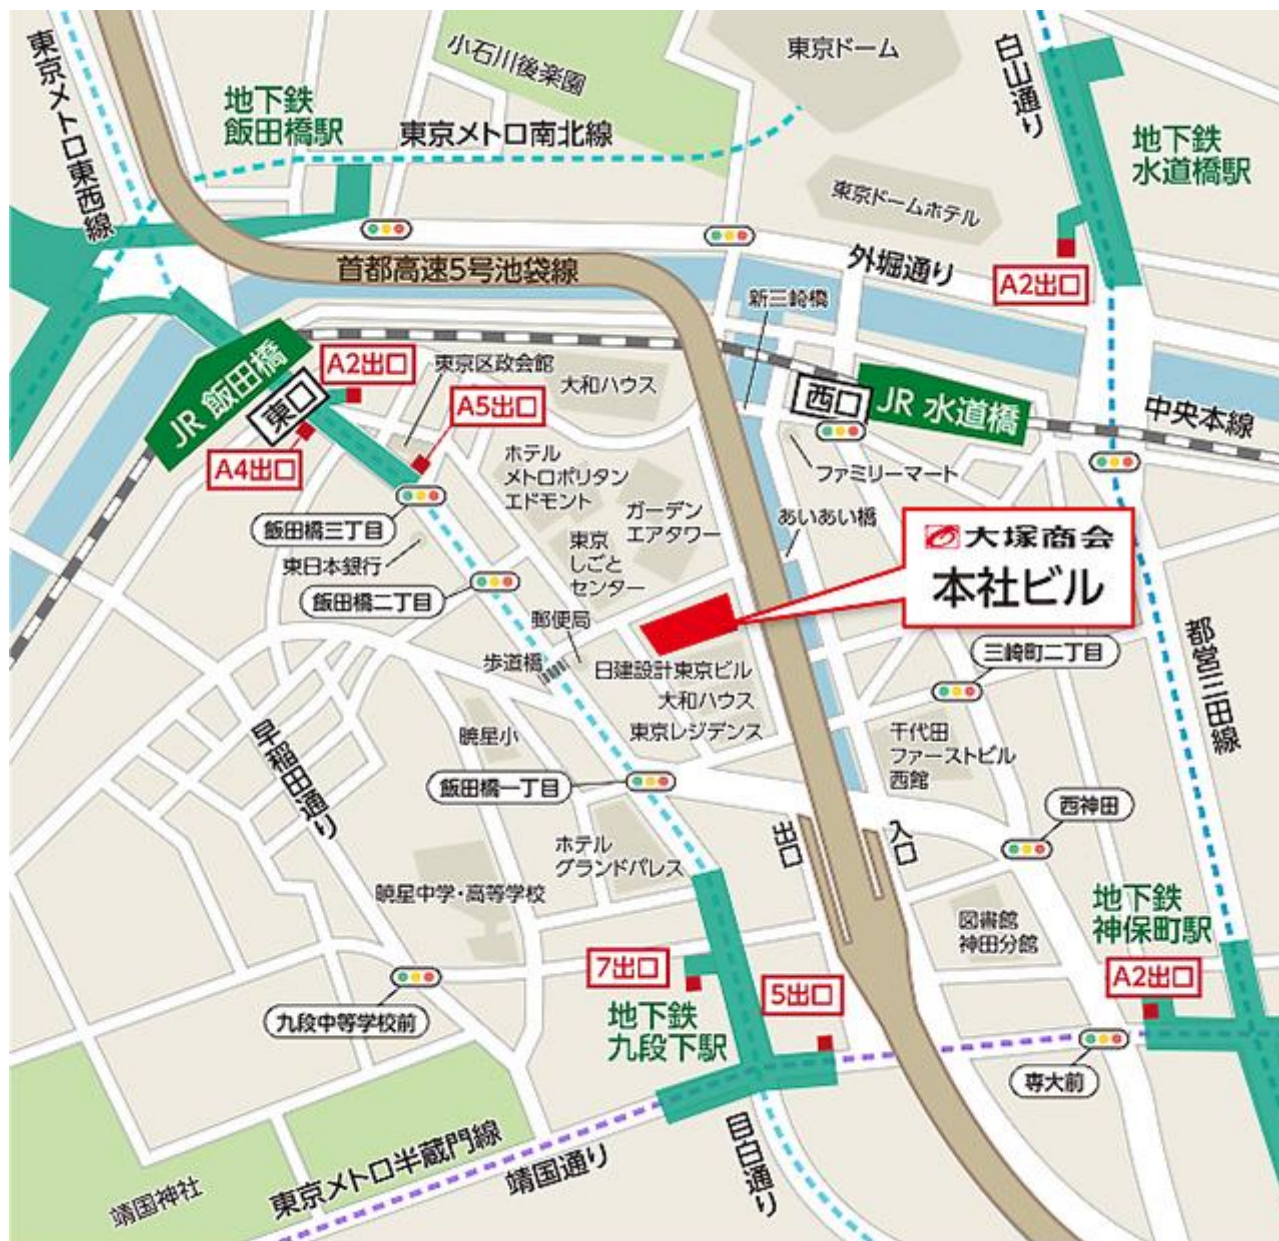 東京メトロ東西線
地下鉄
飯田橋駅
小石川後楽園
東京メトロ南北線
東京ドーム
白山通り
地下鉄
水道橋駅
東京ドームホテル
首都高速5号池袋線
外堀通り
A2出口
新三崎橋
JR 飯田橋
東口
A2出口
東京区政会館
大和ハウス
A5出口
西口
JR 水道橋
中央本線
A4出口
ホテル
メトロポリタン
エドモント
ファミリーマート
飯田橋三丁目
ガーデン
エアタワー
あいあい橋
大塚商会
本社ビル
東日本銀行
東京
しごと
センター
飯田橋二丁目
郵便局
歩道橋
日建設計東京ビル
三崎町二丁目
都営三田線
大和ハウス
東京レジデンス
暁星小
千代田
ファーストビル
西館
早稲田通り
飯田橋一丁目
出口
入口
西神田
ホテル
グランドパレス
暁星中学・高等学校
図書館
神田分館
地下鉄
神保町駅
7出口
5出口
A2出口
九段中等学校前
地下鉄
九段下駅
専大前
東京メトロ半蔵門線
靖国通り
目白通り
靖国神社